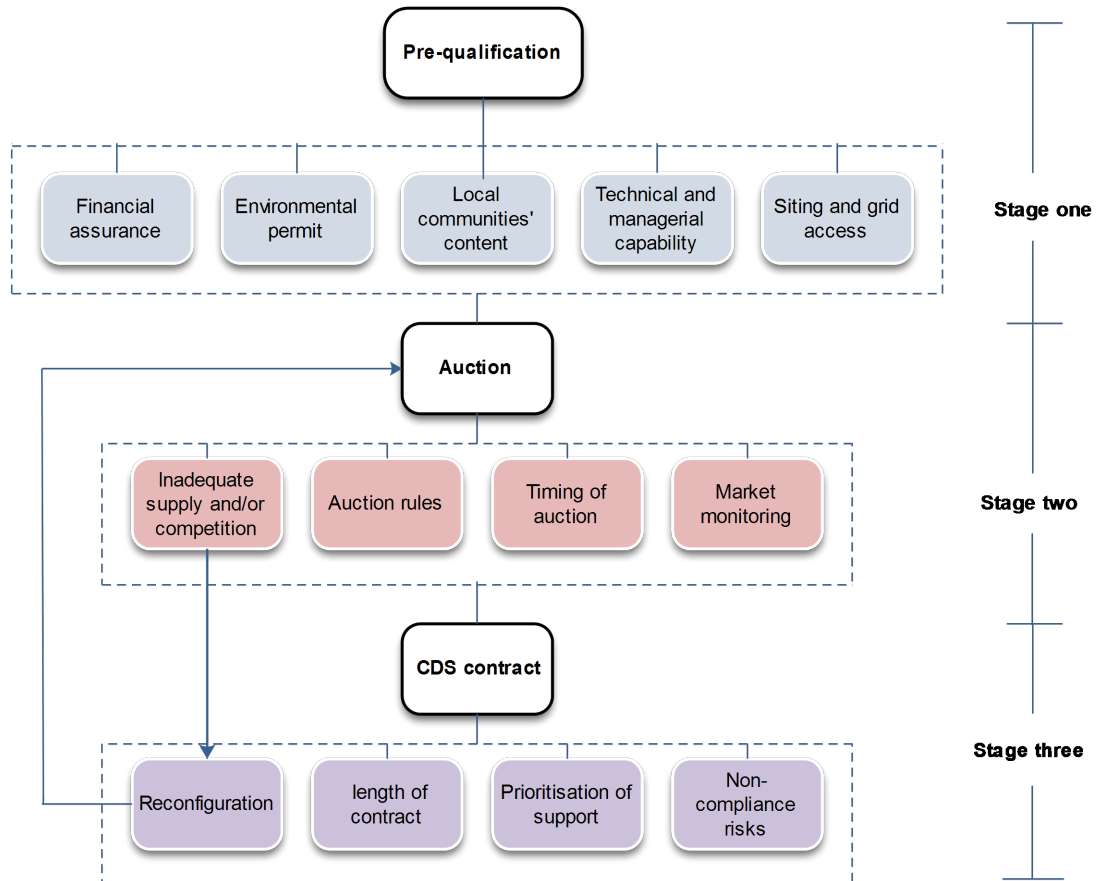 Pre-qualification
Financial
assurance
Environmental
permit
Local
communities'
content
Technical and
managerial
capability
Siting and grid
access
Stage one
Auction
Inadequate
supply and/or
competition
Auction rules
Timing of
auction
Market
monitoring
Stage two
CDS contract
Reconfiguration
length of
contract
Prioritisation of
support
Non-
compliance
risks
Stage three